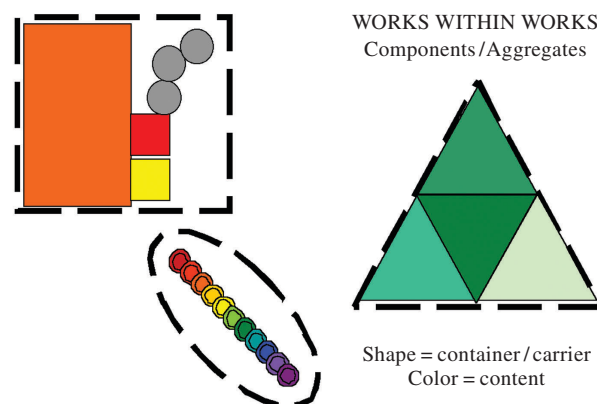 WORKS WITHIN WORKS
Components/Aggregates
Shape = container/carrier
Color = content